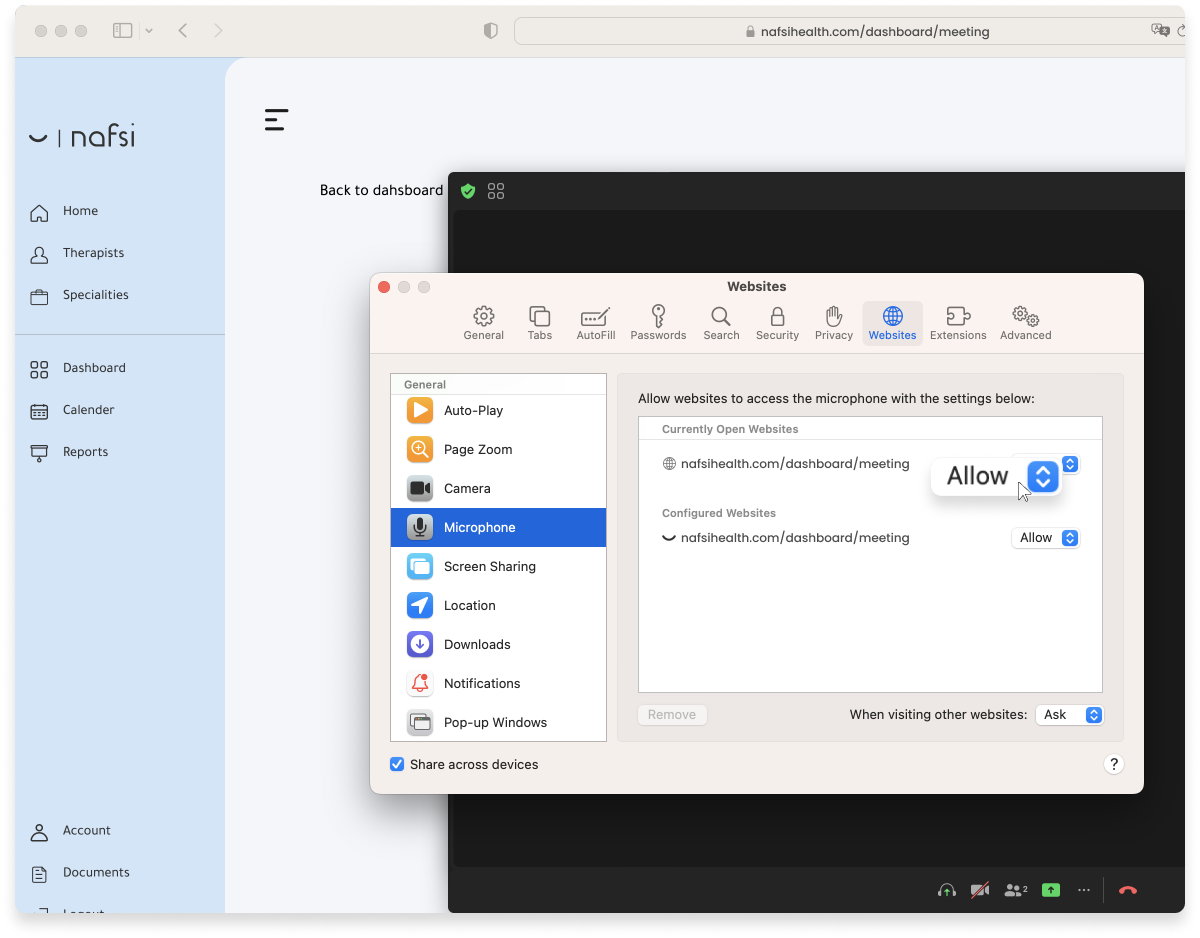 nafsihealth.com/dashboard/meeting
nafsi
Home
Therapists
Specialities
Dashboard
Calender
Reports
Account
Documents
Logout
Back to dahsboard
Websites
General
Tabs
AutoFill
Passwords
Search
Security
Privacy
Websites
Extensions
Advanced
General
Auto-Play
Page Zoom
Camera
Microphone
Screen Sharing
Location
Downloads
Notifications
Pop-up Windows
Share across devices
Allow websites to access the microphone with the settings below:
Currently Open Websites
nafsihealth.com/dashboard/meeting
Allow
Configured Websites
nafsihealth.com/dashboard/meeting
Allow
Remove
When visiting other websites:
Ask
?
2